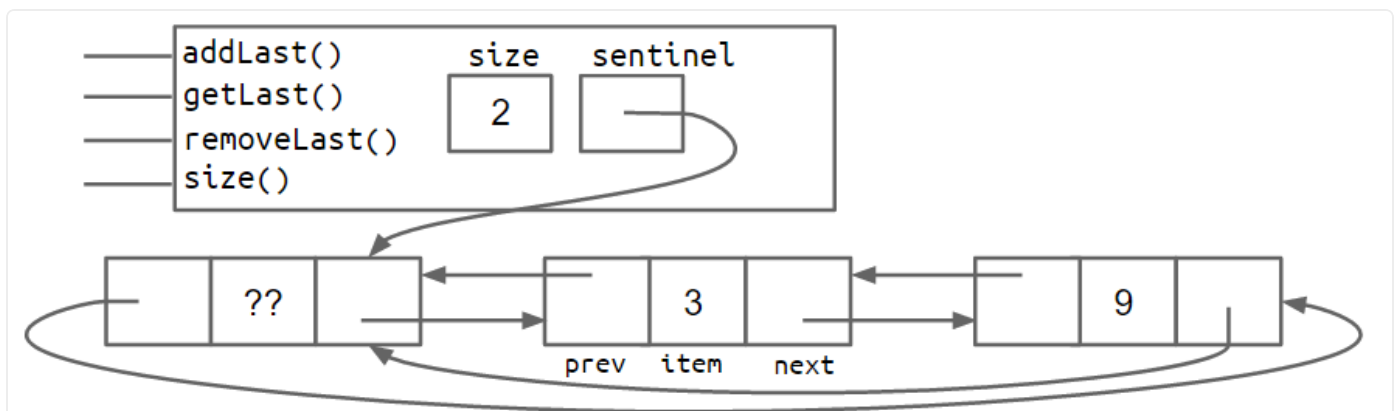 addLast()
size sentinel
getLast()
2
removeLast()
size()
?? 3 9
prev item next